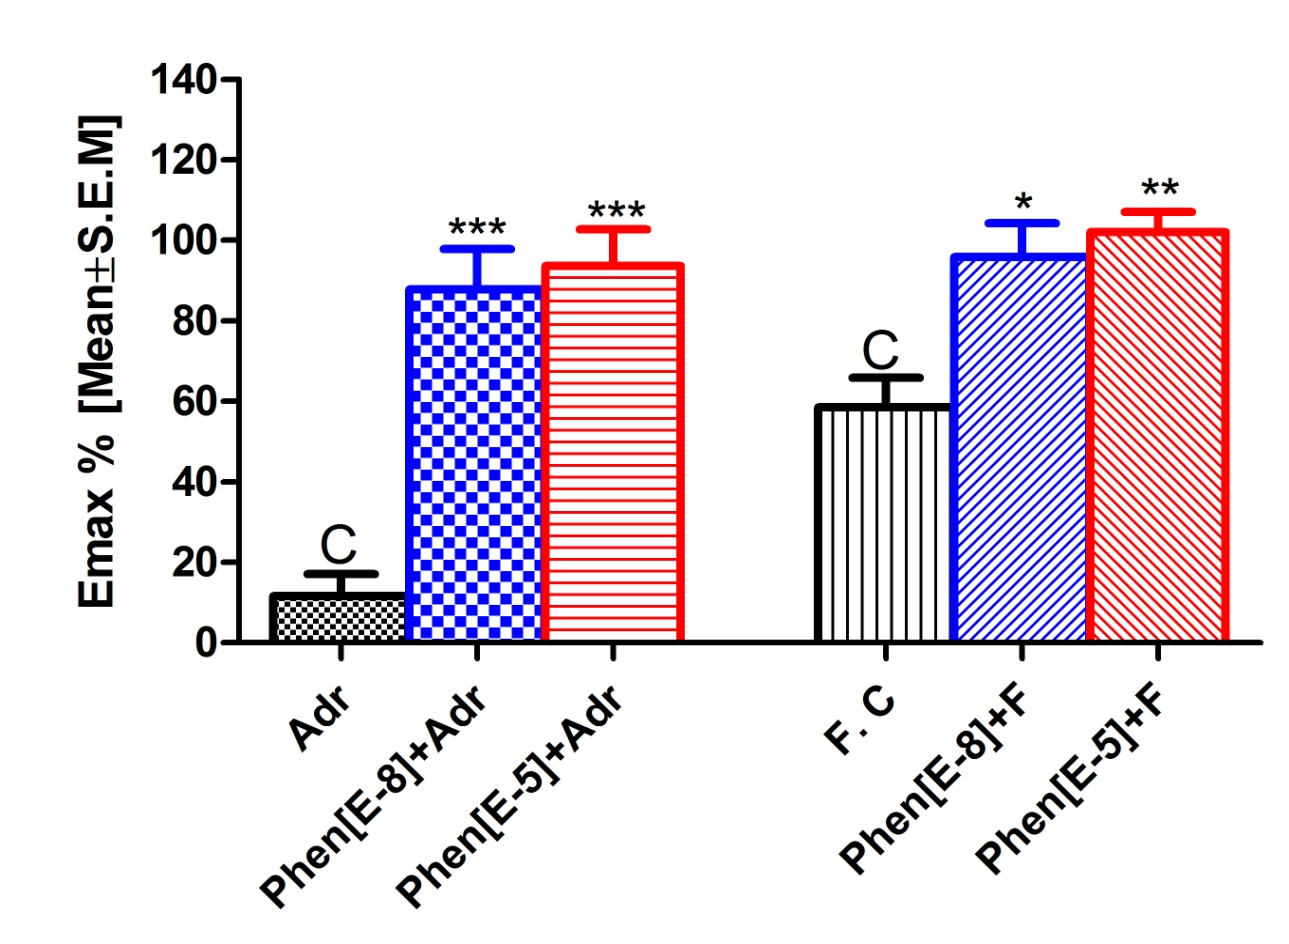 Emax % [Mean±S.E.M]
140
120
100
80
60
40
20
0
C
***
***
C
*
**
Adr
Phen[E-8]+Adr
Phen[E-5]+Adr
F. C
Phen[E-8]+F
Phen[E-5]+F